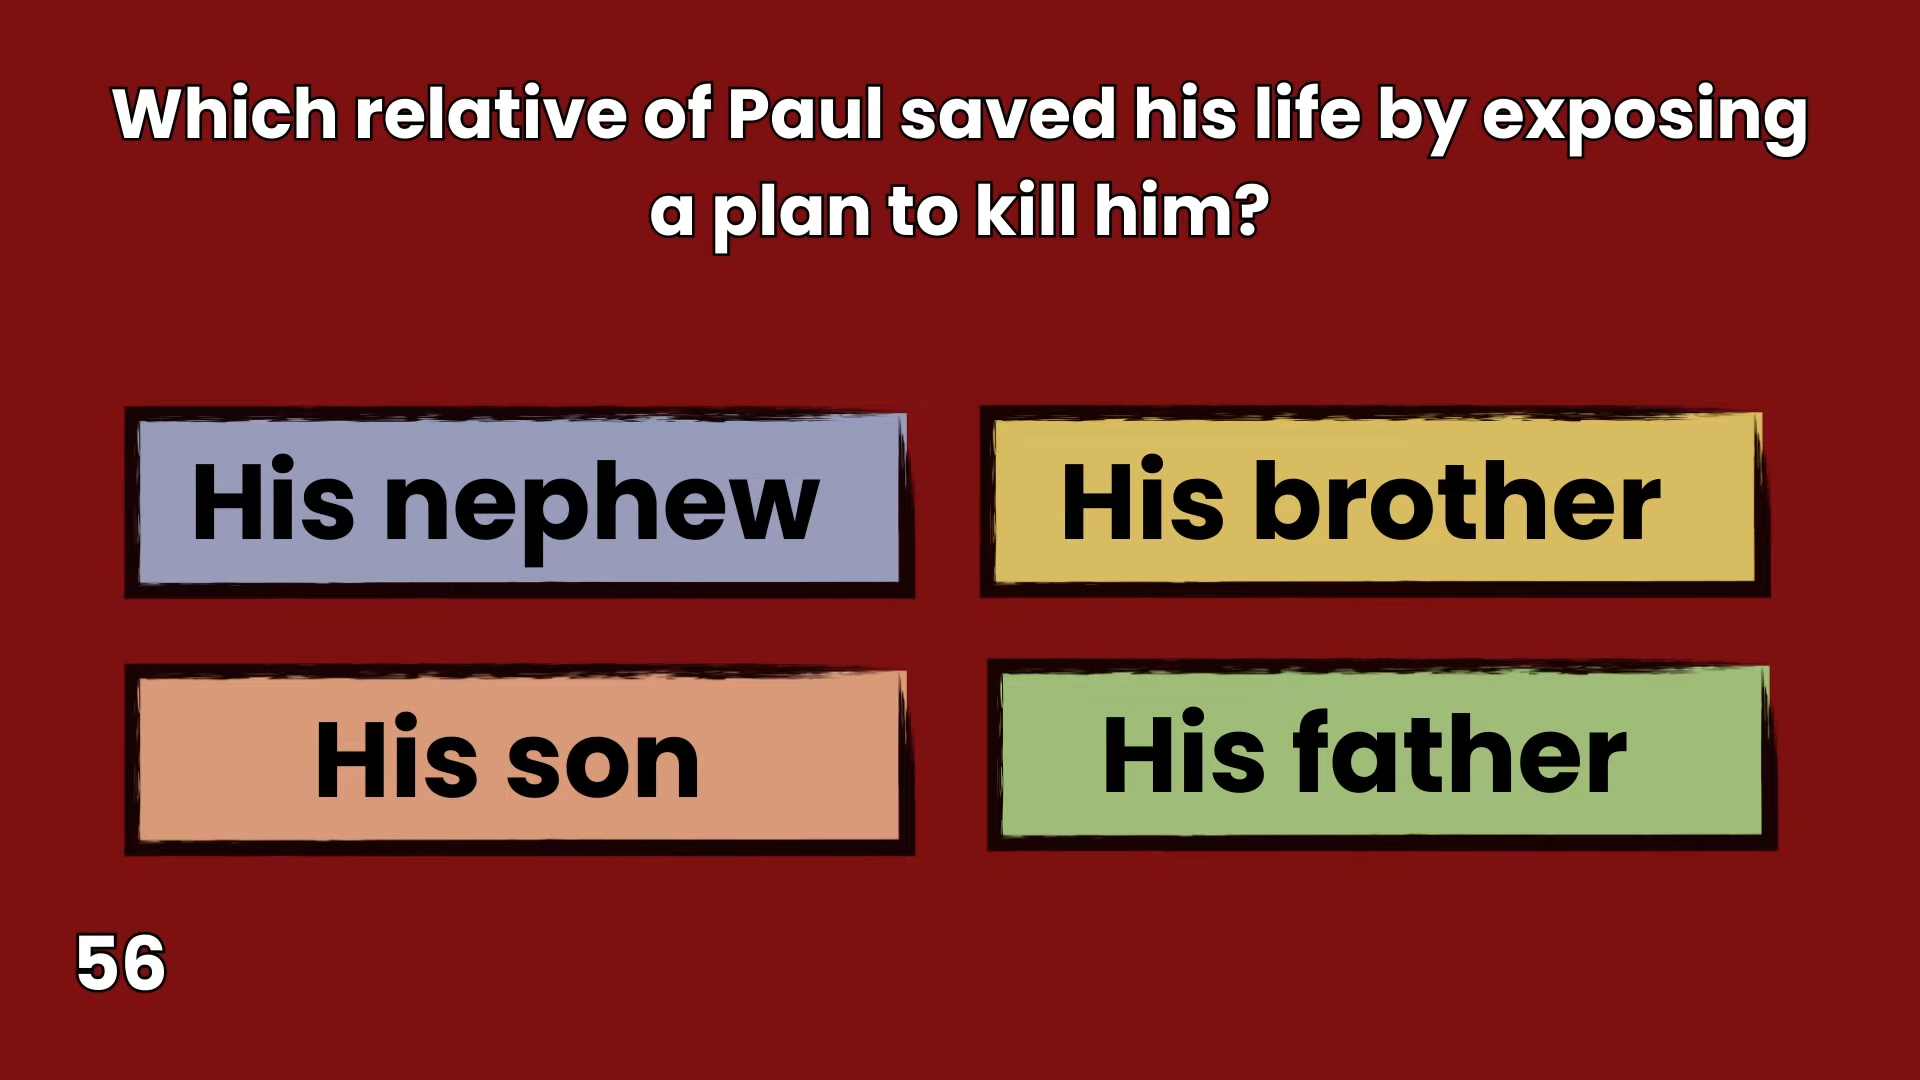 Which relative of Paul saved his life by exposing
a plan to kill him?
His nephew
His brother
His son
His father
56